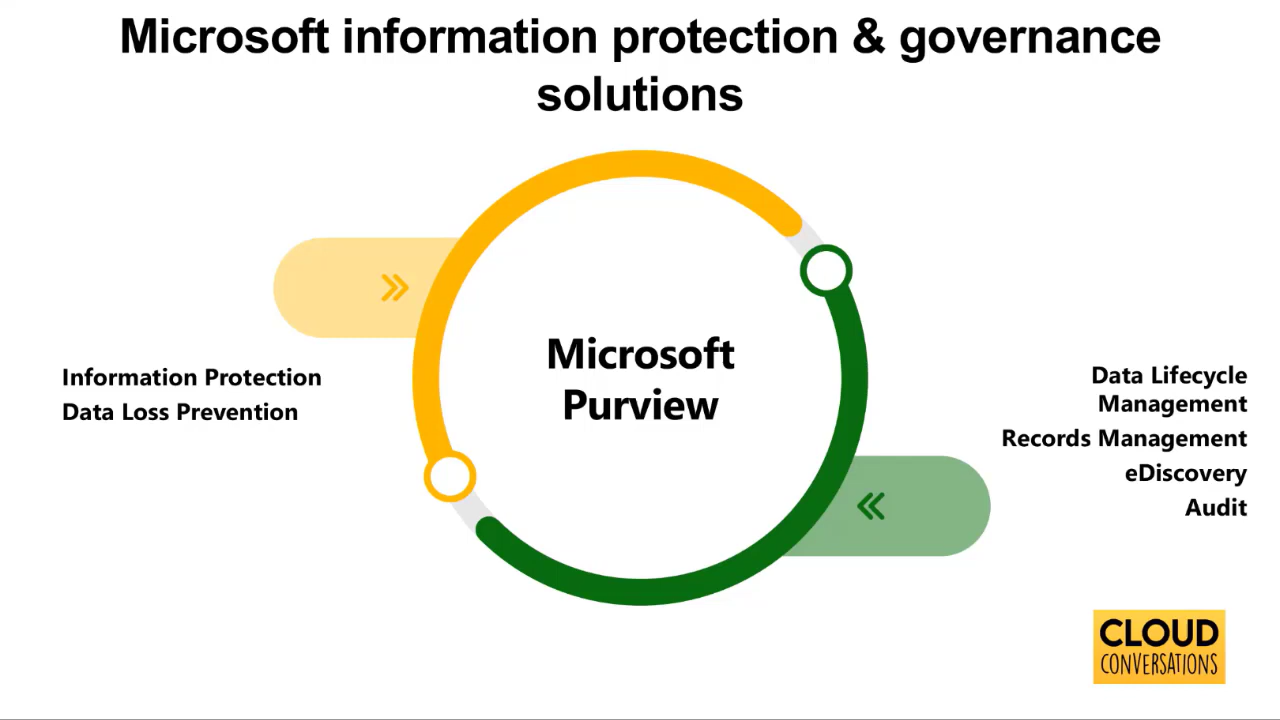 Microsoft information protection & governance
solutions
Microsoft
Purview
Information Protection
Data Loss Prevention
Data Lifecycle
Management
Records Management
eDiscovery
Audit
CLOUD
CONVERSATIONS